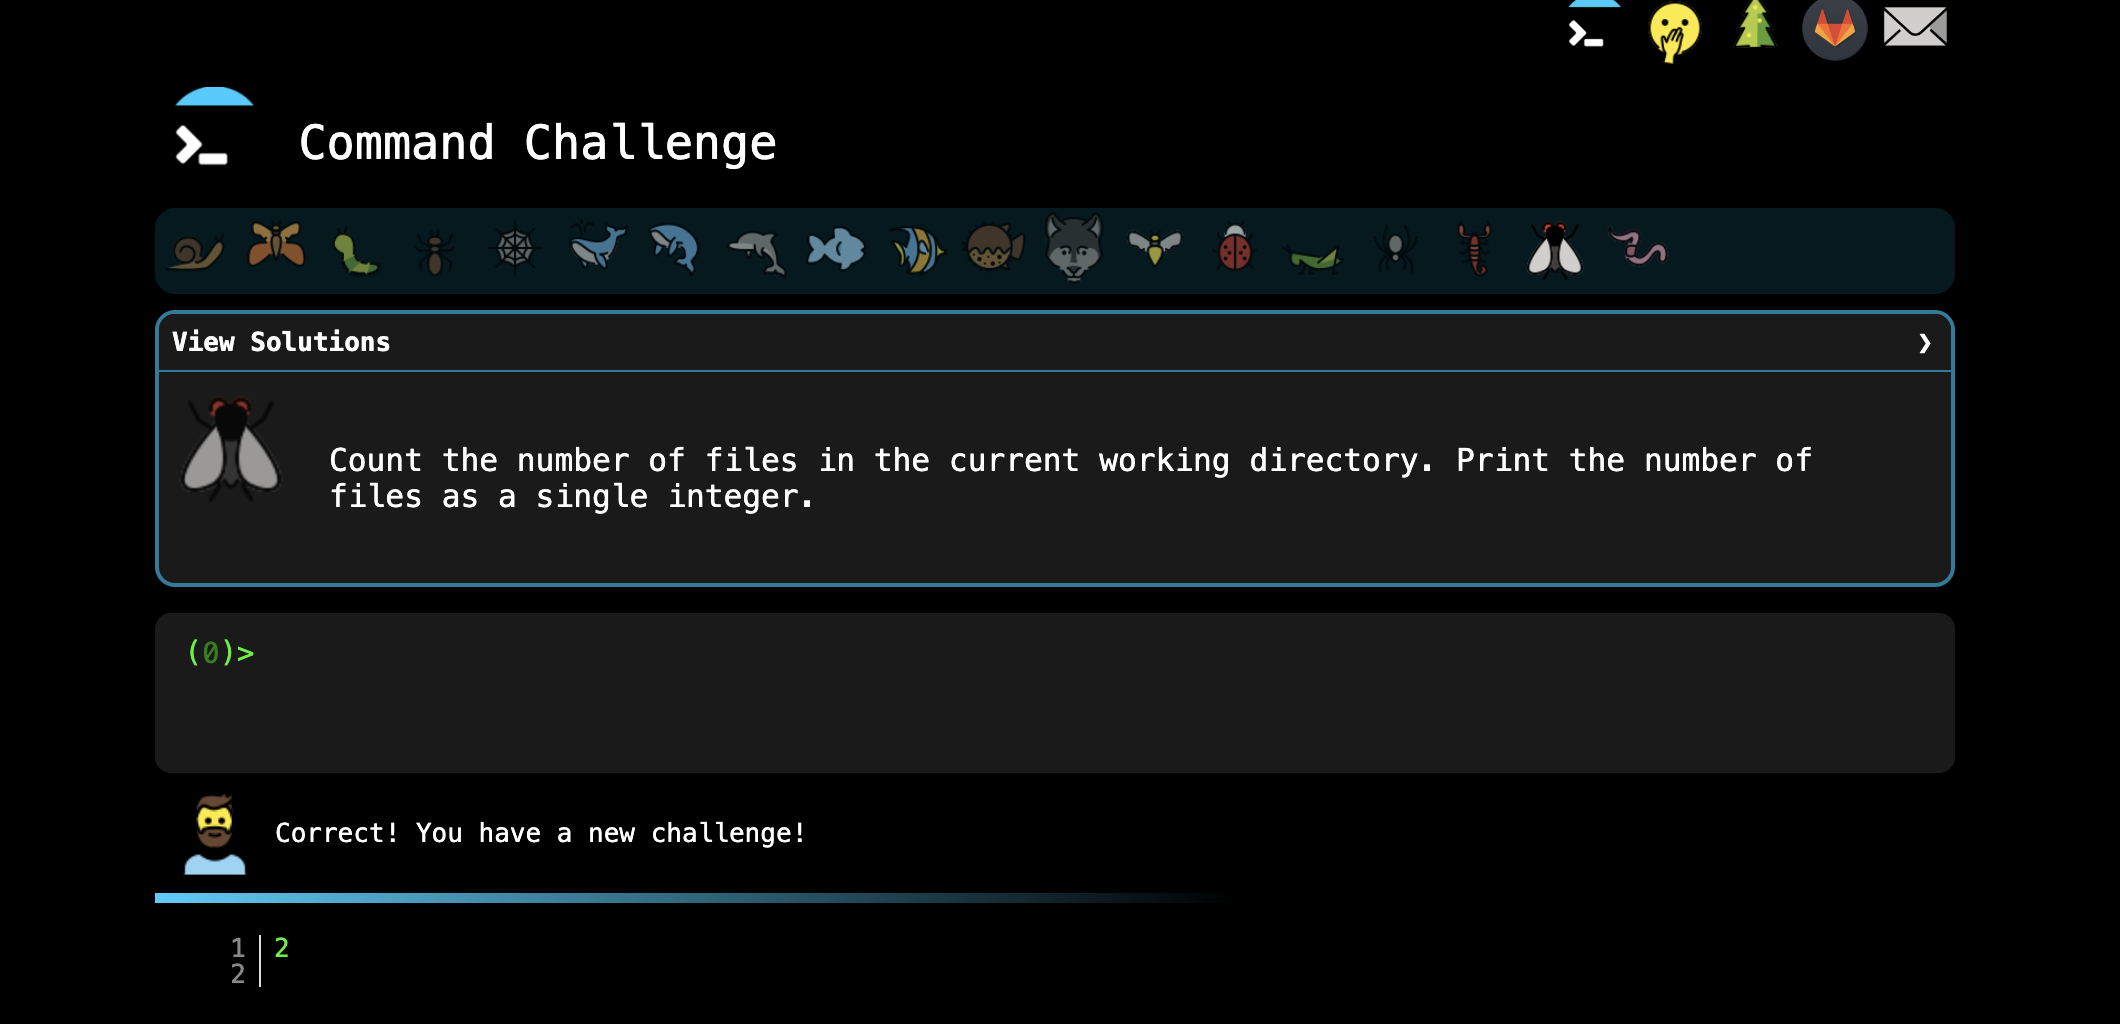 Command Challenge
View Solutions ❯
Count the number of files in the current working directory. Print the number of
files as a single integer.
(0)>
Correct! You have a new challenge!
1 2
2